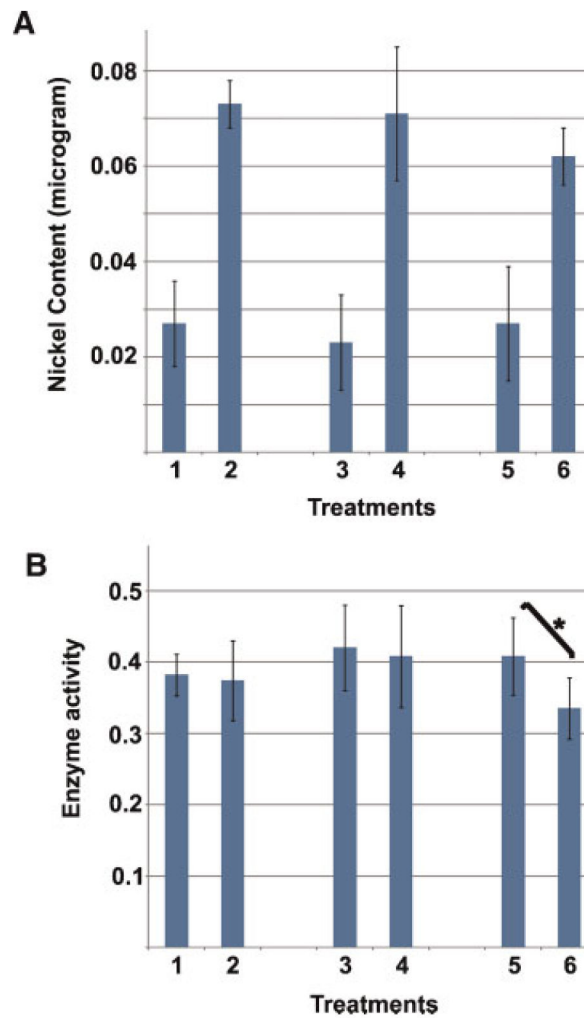 A
Nickel Content (microgram)
0.08
0.06
0.04
0.02
1 2 3 4 5 6
Treatments
B
Enzyme activity
0.5
*
0.4
0.3
0.2
0.1
1 2 3 4 5 6
Treatments